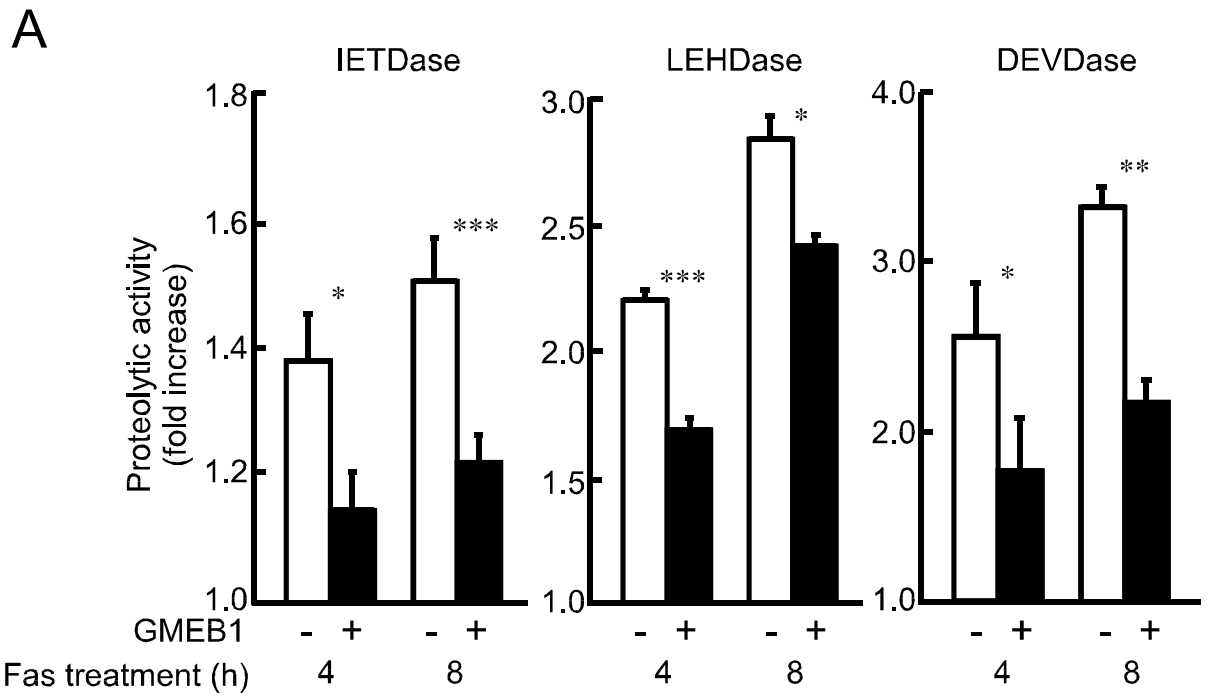 A
IETDase LEHDase DEVDase
Proteolytic activity
(fold increase)
1.8
1.6
1.4
1.2
1.0
* ***
3.0
2.5
2.0
1.5
1.0
*** *
4.0
3.0
2.0
1.0
* **
GMEB1 - + - + - + - + - + - +
Fas treatment (h) 4 8 4 8 4 8